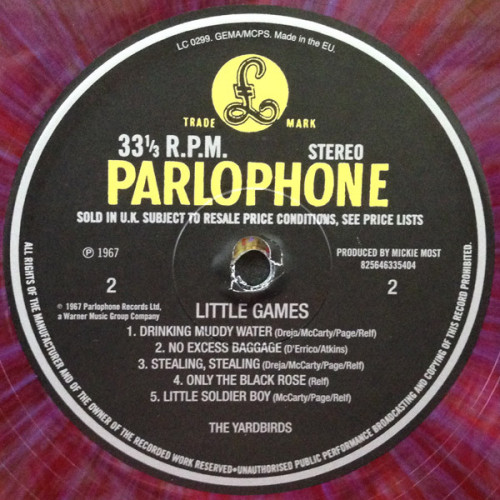 LC 0299. GEMA/MCPS. Made in the EU.
£
TRADE MARK
33⅓ R.P.M. STEREO
PARLOPHONE
SOLD IN U.K. SUBJECT TO RESALE PRICE CONDITIONS, SEE PRICE LISTS
℗ 1967
PRODUCED BY MICKIE MOST
825646335404
2
2
© 1967 Parlophone Records Ltd,
a Warner Music Group Company
LITTLE GAMES
1. DRINKING MUDDY WATER (Dreja/McCarty/Page/Relf)
2. NO EXCESS BAGGAGE (D'Errico/Atkins)
3. STEALING, STEALING (Dreja/McCarty/Page/Relf)
4. ONLY THE BLACK ROSE (Relf)
5. LITTLE SOLDIER BOY (McCarty/Page/Relf)
THE YARDBIRDS
ALL RIGHTS OF THE MANUFACTURER AND OF THE OWNER OF THE RECORDED WORK RESERVED•UNAUTHORISED PUBLIC PERFORMANCE BROADCASTING AND COPYING OF THIS RECORD PROHIBITED.